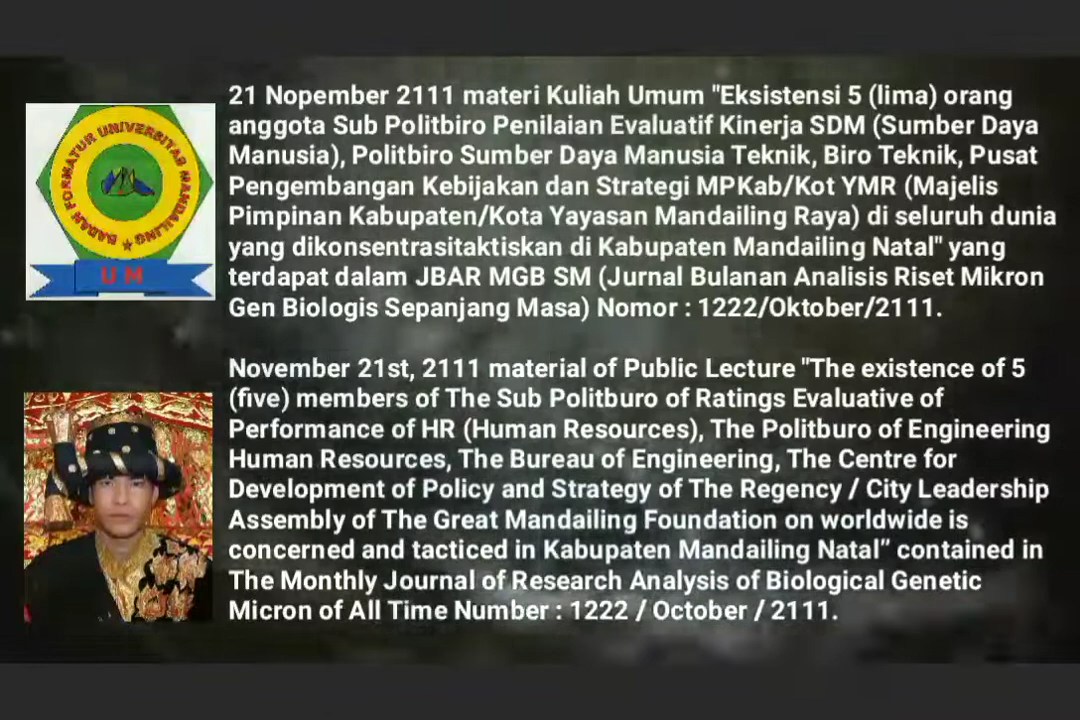 BADAN FORMATUR UNIVERSITAS MANDAILING
UM
21 Nopember 2111 materi Kuliah Umum "Eksistensi 5 (lima) orang
anggota Sub Politbiro Penilaian Evaluatif Kinerja SDM (Sumber Daya
Manusia), Politbiro Sumber Daya Manusia Teknik, Biro Teknik, Pusat
Pengembangan Kebijakan dan Strategi MPKab/Kot YMR (Majelis
Pimpinan Kabupaten/Kota Yayasan Mandailing Raya) di seluruh dunia
yang dikonsentrasitaktiskan di Kabupaten Mandailing Natal" yang
terdapat dalam JBAR MGB SM (Jurnal Bulanan Analisis Riset Mikron
Gen Biologis Sepanjang Masa) Nomor : 1222/Oktober/2111.
November 21st, 2111 material of Public Lecture "The existence of 5
(five) members of The Sub Politburo of Ratings Evaluative of
Performance of HR (Human Resources), The Politburo of Engineering
Human Resources, The Bureau of Engineering, The Centre for
Development of Policy and Strategy of The Regency / City Leadership
Assembly of The Great Mandailing Foundation on worldwide is
concerned and tacticed in Kabupaten Mandailing Natal” contained in
The Monthly Journal of Research Analysis of Biological Genetic
Micron of All Time Number : 1222 / October / 2111.